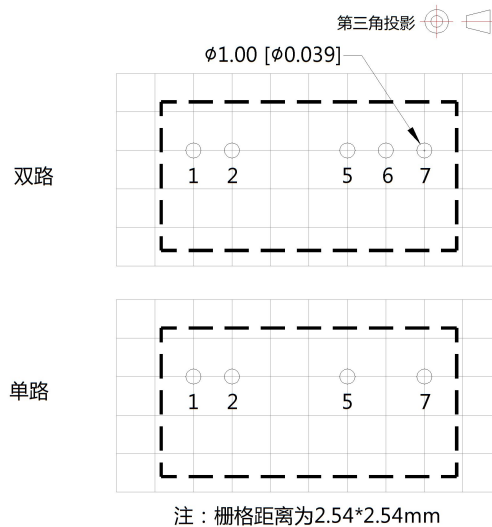 第三角投影
φ1.00 [φ0.039]
双路
1 2 5 6 7
单路
1 2 5 7
注：栅格距离为2.54*2.54mm